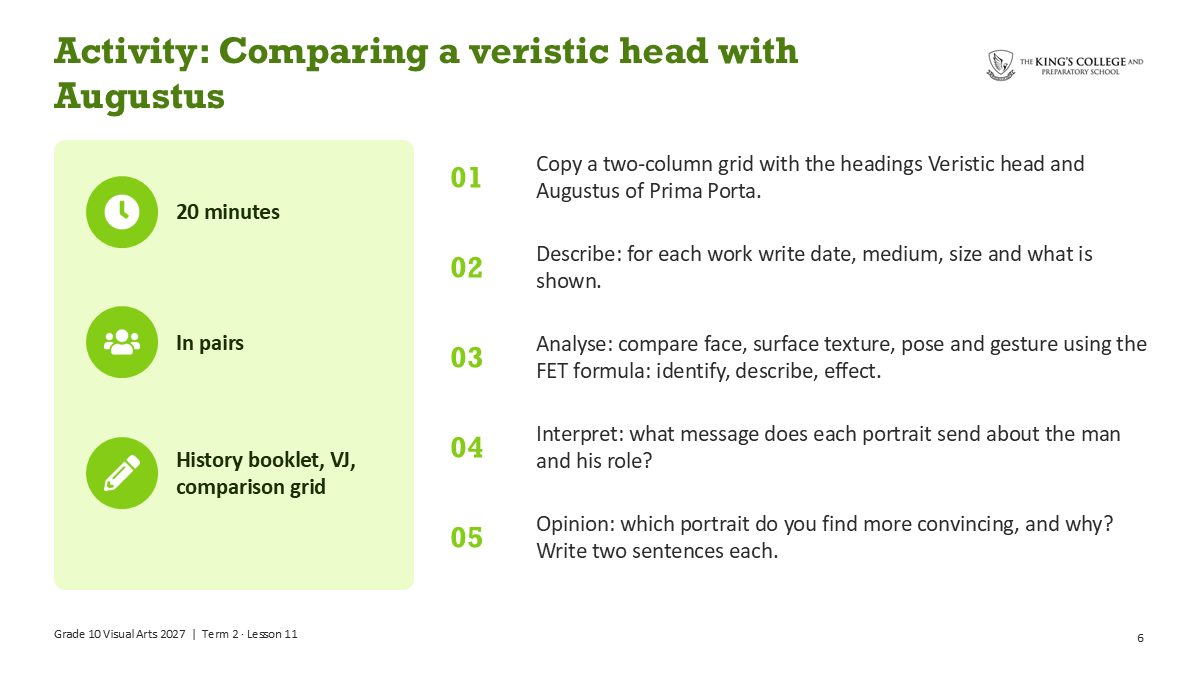 Activity: Comparing a veristic head with
Augustus
THE KING'S COLLEGE AND
PREPARATORY SCHOOL
20 minutes
In pairs
History booklet, VJ,
comparison grid
01
Copy a two-column grid with the headings Veristic head and
Augustus of Prima Porta.
02
Describe: for each work write date, medium, size and what is
shown.
03
Analyse: compare face, surface texture, pose and gesture using the
FET formula: identify, describe, effect.
04
Interpret: what message does each portrait send about the man
and his role?
05
Opinion: which portrait do you find more convincing, and why?
Write two sentences each.
Grade 10 Visual Arts 2027 | Term 2 · Lesson 11
6